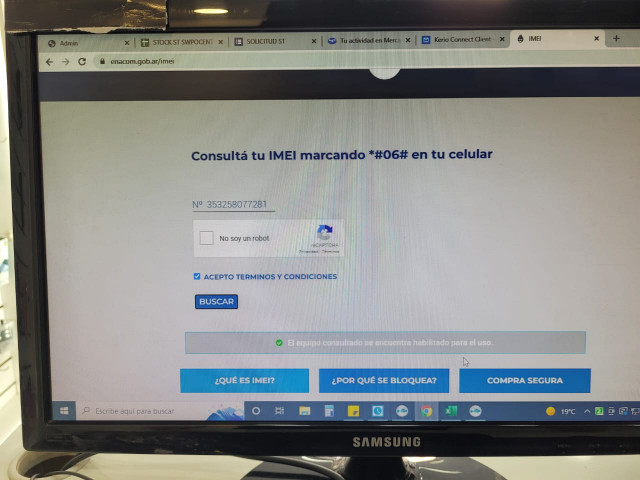 Admin
STOCK ST SWPOCENT
SOLICITUD ST
Tu actividad en Merca
Kerio Connect Client -
IMEI
enacom.gob.ar/imei
Consultá tu IMEI marcando *#06# en tu celular
Nº 353258077281
No soy un robot
reCAPTCHA
Privacidad - Términos
ACEPTO TERMINOS Y CONDICIONES
BUSCAR
El equipo consultado se encuentra habilitado para el uso.
¿QUÉ ES IMEI?
¿POR QUÉ SE BLOQUEA?
COMPRA SEGURA
Escribe aquí para buscar
19°C
SAMSUNG